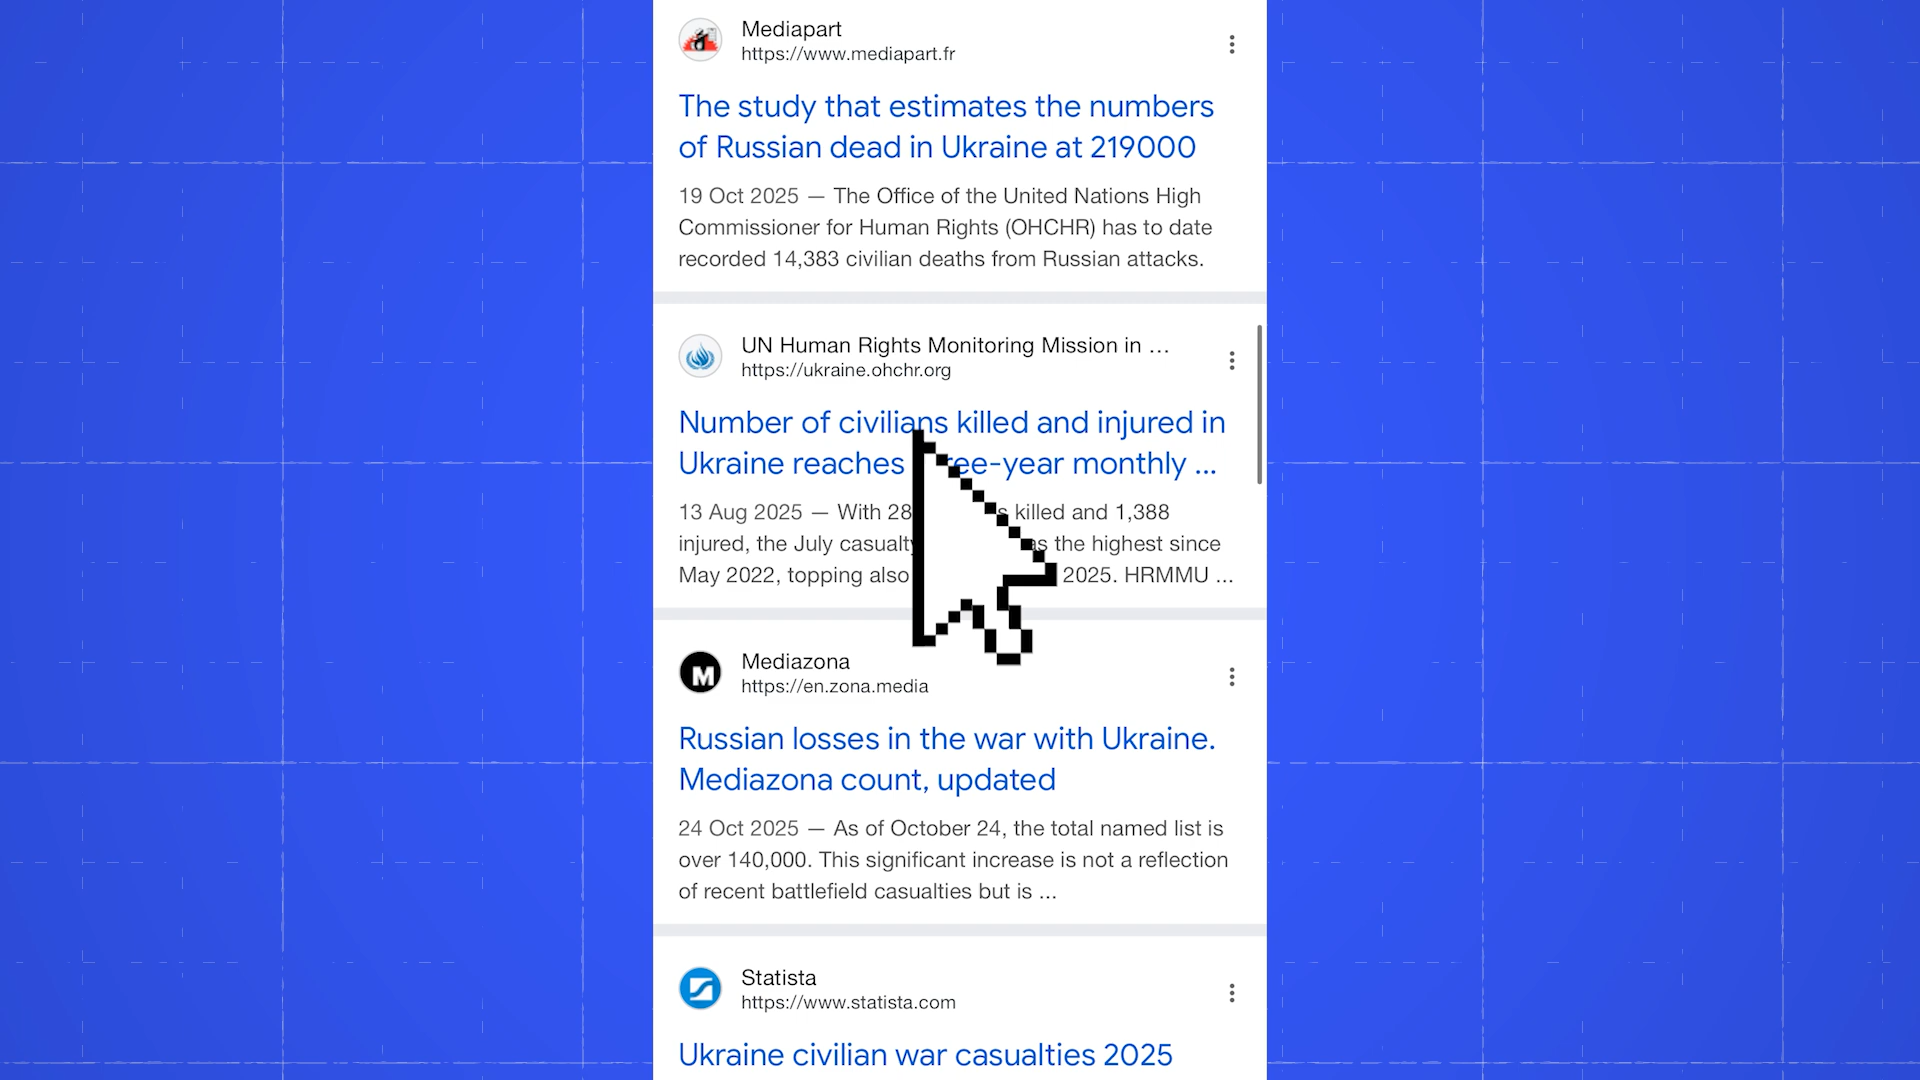 Mediapart
https://www.mediapart.fr
The study that estimates the numbers
of Russian dead in Ukraine at 219000
19 Oct 2025 — The Office of the United Nations High
Commissioner for Human Rights (OHCHR) has to date
recorded 14,383 civilian deaths from Russian attacks.
UN Human Rights Monitoring Mission in ...
https://ukraine.ohchr.org
Number of civilians killed and injured in
Ukraine reaches ree-year monthly ...
13 Aug 2025 — With 28 s killed and 1,388
injured, the July casualty as the highest since
May 2022, topping also 2025. HRMMU ...
Mediazona
https://en.zona.media
Russian losses in the war with Ukraine.
Mediazona count, updated
24 Oct 2025 — As of October 24, the total named list is
over 140,000. This significant increase is not a reflection
of recent battlefield casualties but is ...
Statista
https://www.statista.com
Ukraine civilian war casualties 2025